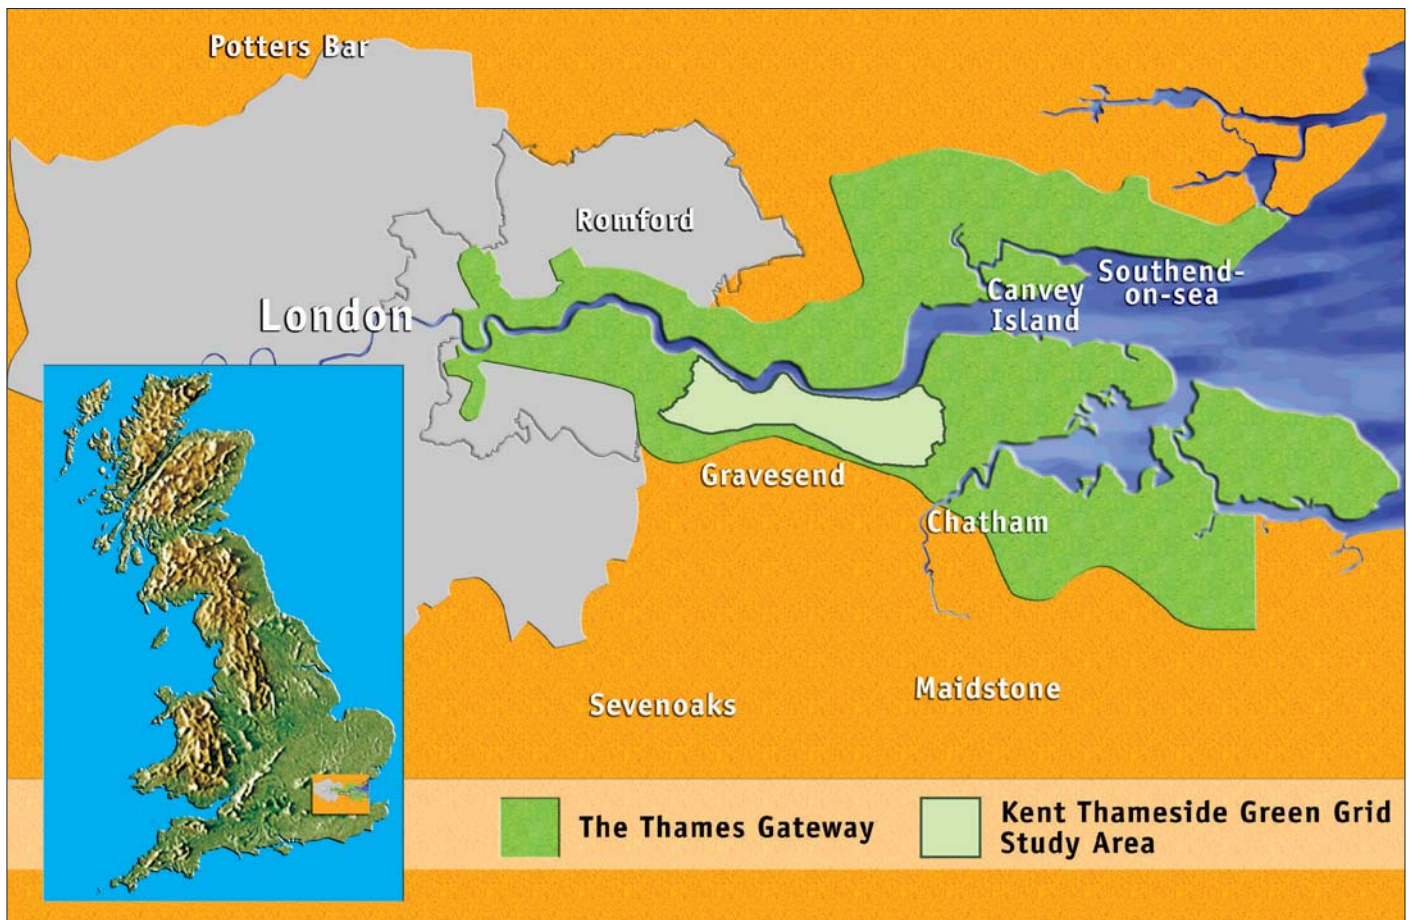 Potters Bar
Romford
London
Canvey
Island
Southend-
on-sea
Gravesend
Chatham
Maidstone
Sevenoaks
The Thames Gateway
Kent Thameside Green Grid
Study Area